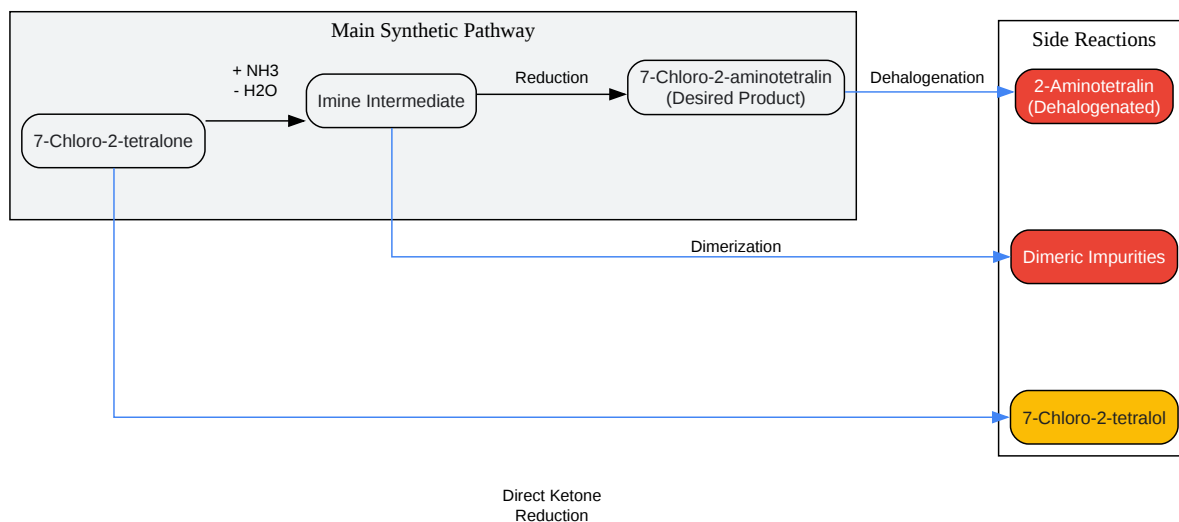 Main Synthetic Pathway
Side Reactions
+ NH3
- H2O
Reduction
7-Chloro-2-aminotetralin
(Desired Product)
Dehalogenation
2-Aminotetralin
(Dehalogenated)
Imine Intermediate
7-Chloro-2-tetralone
Dimerization
Dimeric Impurities
7-Chloro-2-tetralol
Direct Ketone
Reduction